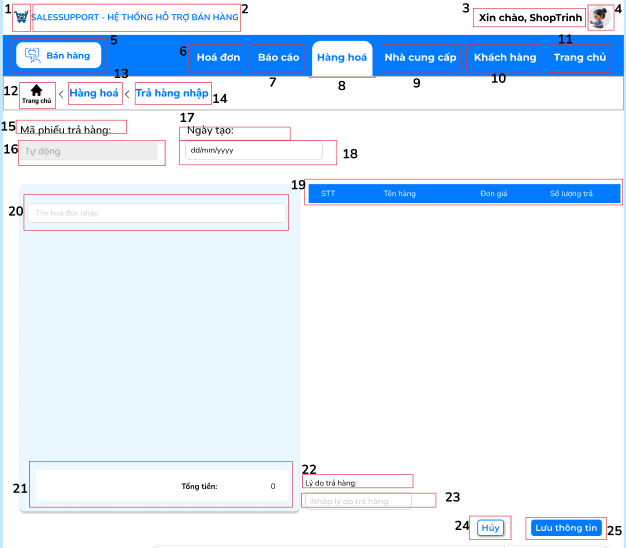 1 SALESSUPPORT - HỆ THỐNG HỖ TRỢ BÁN HÀNG 2 3 Xin chào, ShopTrinh 4
Bán hàng 5 6 Hoá đơn 7 Báo cáo 8 Hàng hoá 9 Nhà cung cấp 10 Khách hàng 11 Trang chủ
12 Trang chủ < Hàng hoá 13 < Trả hàng nhập 14
15 Mã phiếu trả hàng: 17 Ngày tạo:
16 Tự động dd/mm/yyyy 18
19 STT Tên hàng Đơn giá Số lượng trả
20 Tìm hoá đơn nhập
21 Tổng tiền: 0
22 Lý do trả hàng:
Nhập lý do trả hàng 23
24 Hủy Lưu thông tin 25